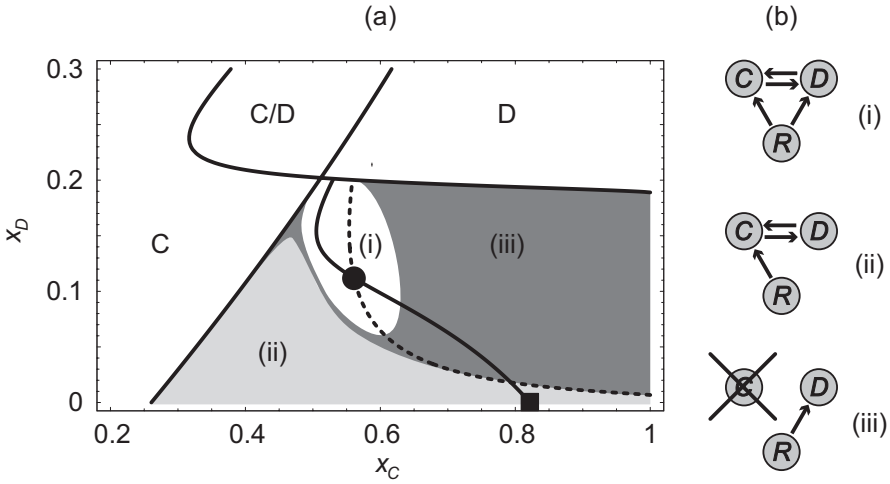 (a)
(b)
0.3
0.2
0.1
0
x_D
C/D
D
C
(i)
(iii)
(ii)
0.2
0.4
0.6
0.8
1
x_C
C D
R
(i)
C D
R
(ii)
C D
R
(iii)